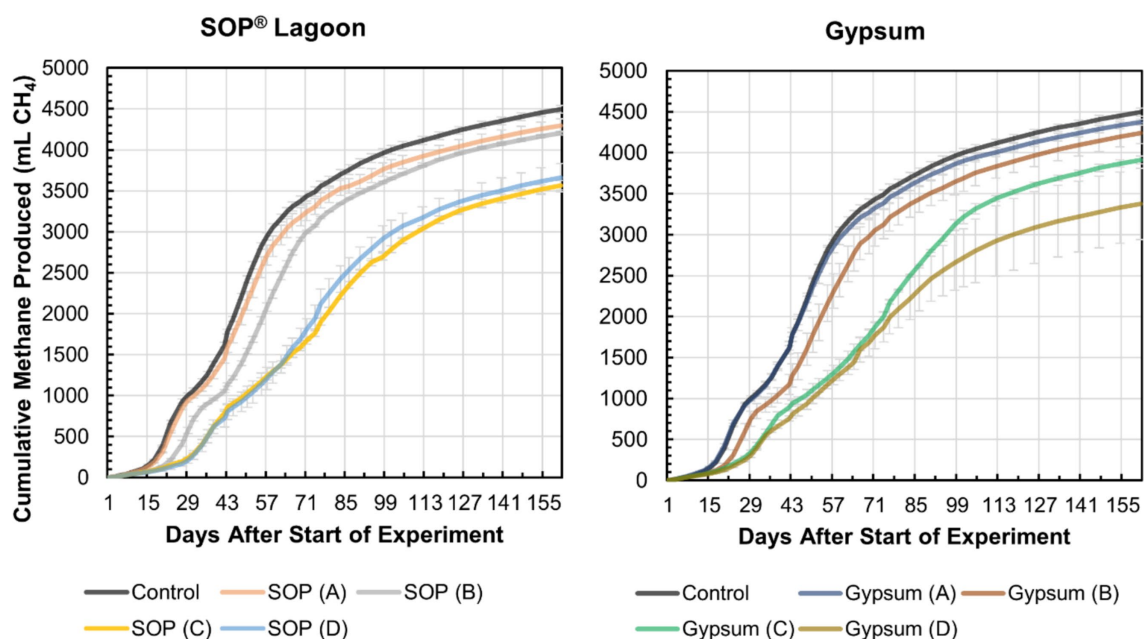 SOP® Lagoon
Cumulative Methane Produced (mL CH₄)
5000
4500
4000
3500
3000
2500
2000
1500
1000
500
0
1 15 29 43 57 71 85 99 113 127 141 155
Days After Start of Experiment
Control SOP (A) SOP (B)
SOP (C) SOP (D)
Gypsum
5000
4500
4000
3500
3000
2500
2000
1500
1000
500
0
1 15 29 43 57 71 85 99 113 127 141 155
Days After Start of Experiment
Control Gypsum (A) Gypsum (B)
Gypsum (C) Gypsum (D)